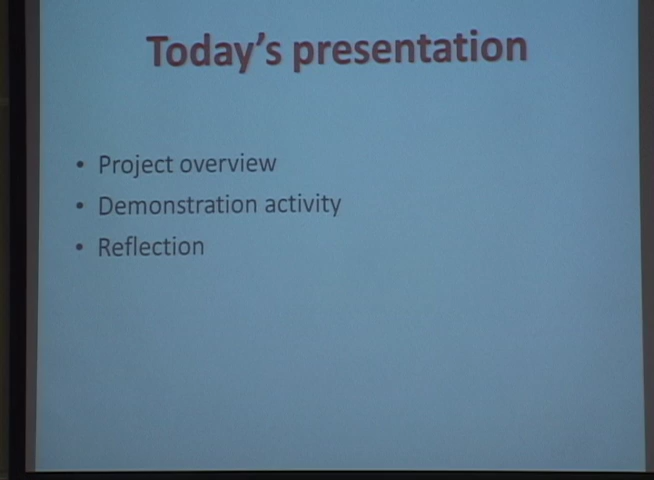 Today's presentation
• Project overview
• Demonstration activity
• Reflection